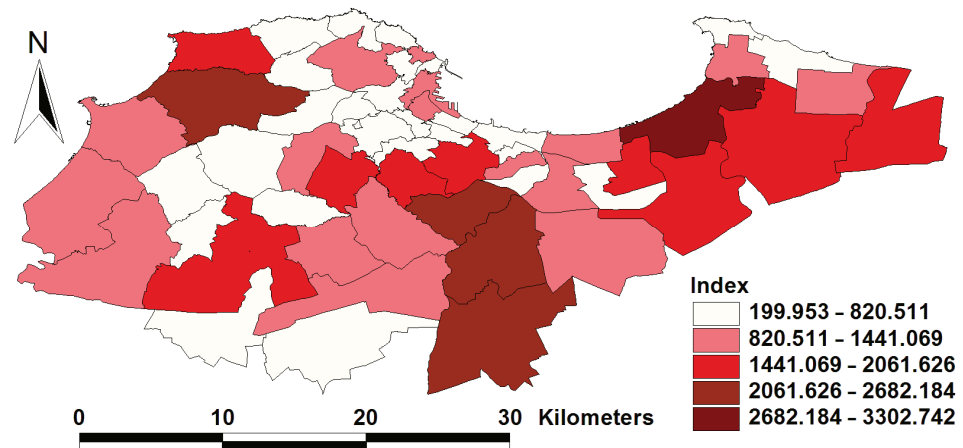 N
Index
199.953 – 820.511
820.511 – 1441.069
1441.069 – 2061.626
2061.626 – 2682.184
2682.184 – 3302.742
0 10 20 30 Kilometers